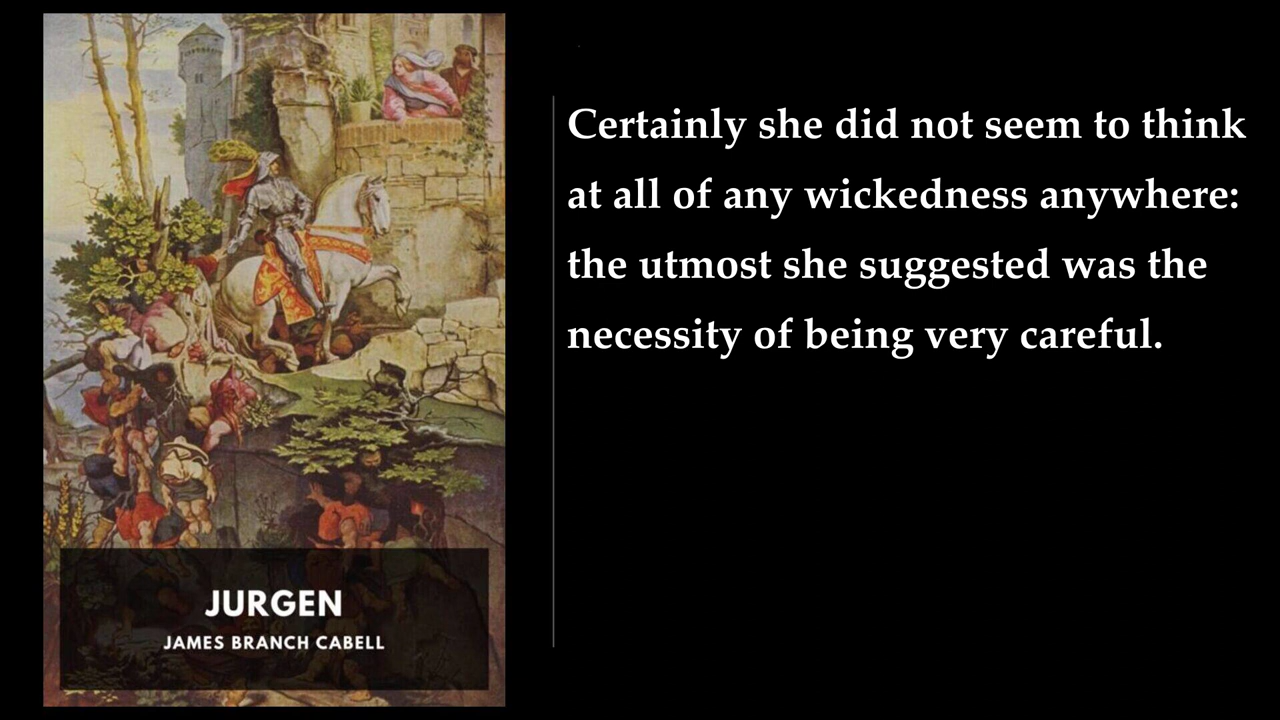 Certainly she did not seem to think
at all of any wickedness anywhere:
the utmost she suggested was the
necessity of being very careful.
JURGEN
JAMES BRANCH CABELL